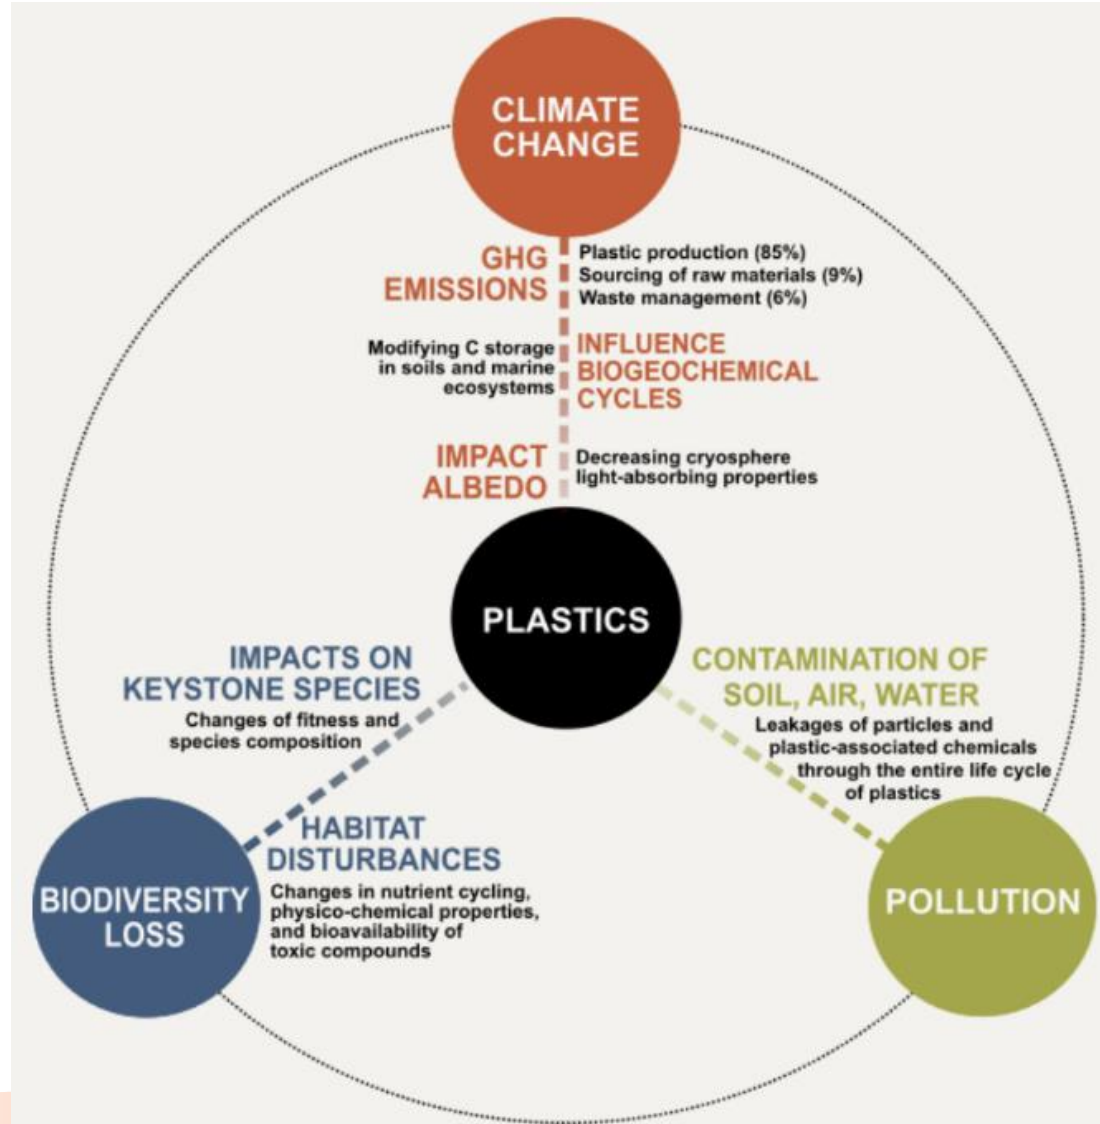 CLIMATE
CHANGE
GHG
EMISSIONS
Plastic production (85%)
Sourcing of raw materials (9%)
Waste management (6%)
Modifying C storage
in soils and marine
ecosystems
INFLUENCE
BIOGEOCHEMICAL
CYCLES
IMPACT
ALBEDO
Decreasing cryosphere
light-absorbing properties
PLASTICS
IMPACTS ON
KEYSTONE SPECIES
Changes of fitness and
species composition
CONTAMINATION OF
SOIL, AIR, WATER
Leakages of particles and
plastic-associated chemicals
through the entire life cycle
of plastics
HABITAT
DISTURBANCES
Changes in nutrient cycling,
physico-chemical properties,
and bioavailability of
toxic compounds
BIODIVERSITY
LOSS
POLLUTION